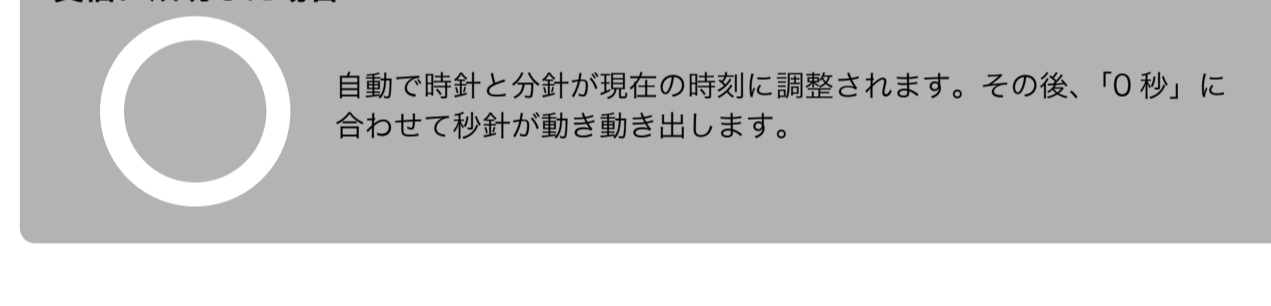 自動で時針と分針が現在の時刻に調整されます。その後、「0 秒」に
合わせて秒針が動き動き出します。